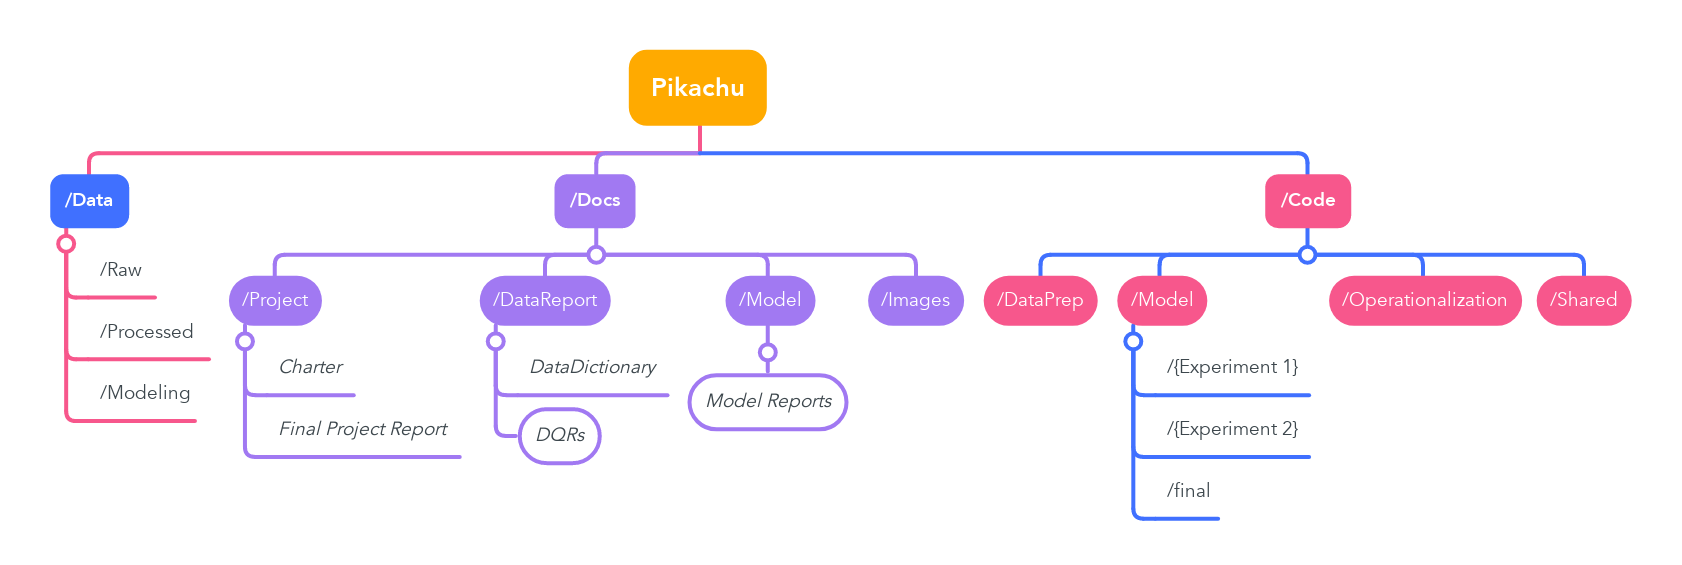 Pikachu
/Data
/Docs
/Code
/Raw
/Processed
/Modeling
/Project
/DataReport
/Model
/Images
/DataPrep
/Model
/Operationalization
/Shared
Charter
Final Project Report
DataDictionary
DQRs
Model Reports
/{Experiment 1}
/{Experiment 2}
/final